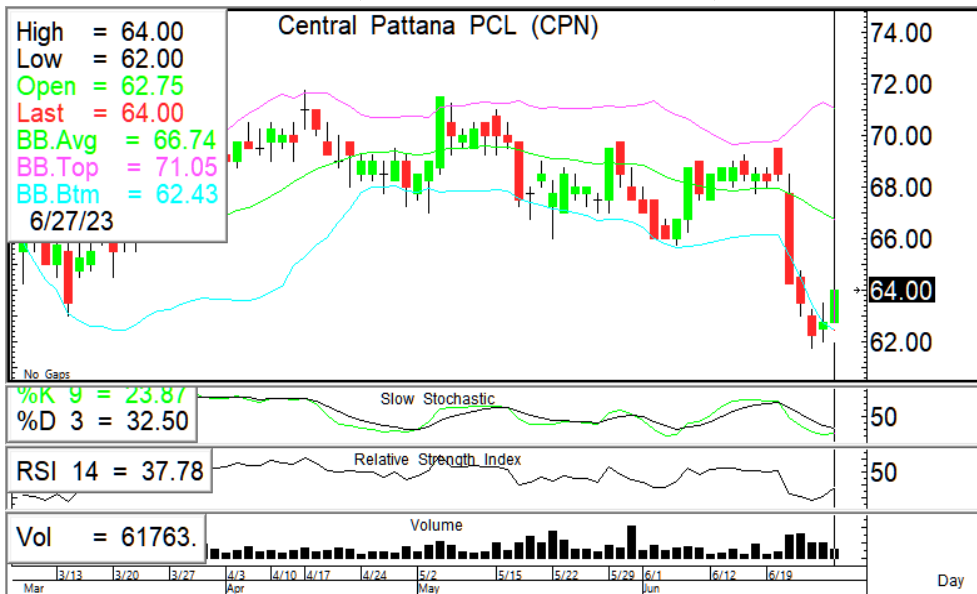 Central Pattana PCL (CPN)
High = 64.00
Low = 62.00
Open = 62.75
Last = 64.00
BB.Avg = 66.74
BB.Top = 71.05
BB.Btm = 62.43
6/27/23
74.00
72.00
70.00
68.00
66.00
64.00
62.00
No Gaps
%K 9 = 23.87
%D 3 = 32.50
Slow Stochastic
50
RSI 14 = 37.78
Relative Strength Index
50
Vol = 61763.
Volume
3/13 3/20 3/27 4/3 4/10 4/17 4/24 5/2 5/15 5/22 5/29 6/1 6/12 6/19
Mar Apr May Jun
Day